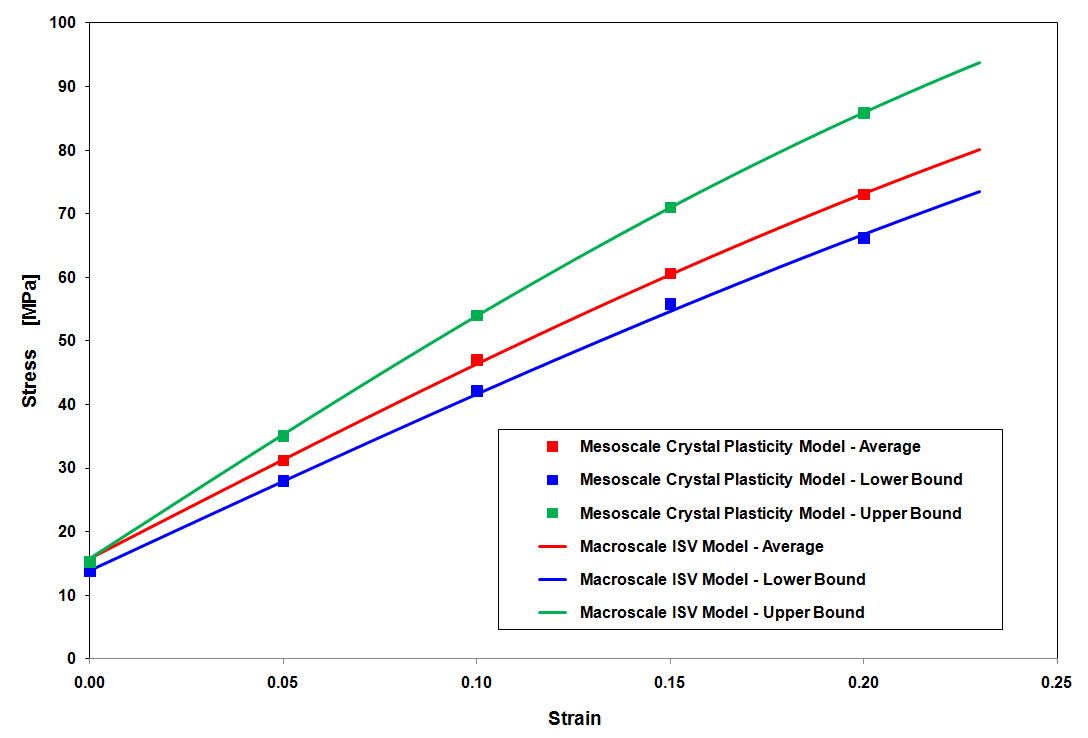 100
90
80
70
60
50
40
30
20
10
0
Stress [MPa]
Mesoscale Crystal Plasticity Model - Average
Mesoscale Crystal Plasticity Model - Lower Bound
Mesoscale Crystal Plasticity Model - Upper Bound
Macroscale ISV Model - Average
Macroscale ISV Model - Lower Bound
Macroscale ISV Model - Upper Bound
0.00 0.05 0.10 0.15 0.20 0.25
Strain